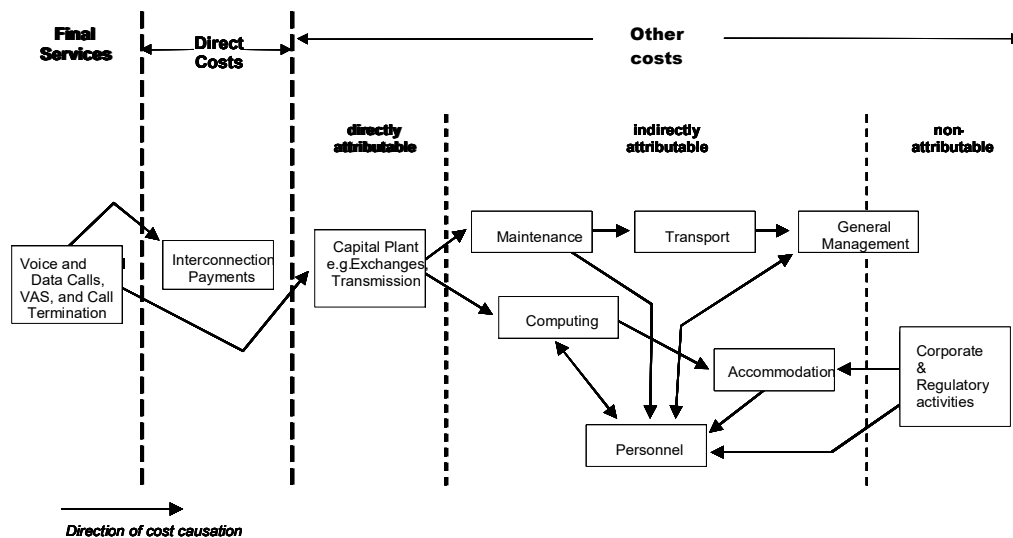 Final
Services
Direct
Costs
Other
costs
directly
attributable
indirectly
attributable
non-
attributable
Voice and
Data Calls,
VAS, and Call
Termination
Interconnection
Payments
Capital Plant
e.g.Exchanges,
Transmission
Maintenance
Transport
General
Management
Computing
Accommodation
Corporate
&
Regulatory
activities
Personnel
Direction of cost causation